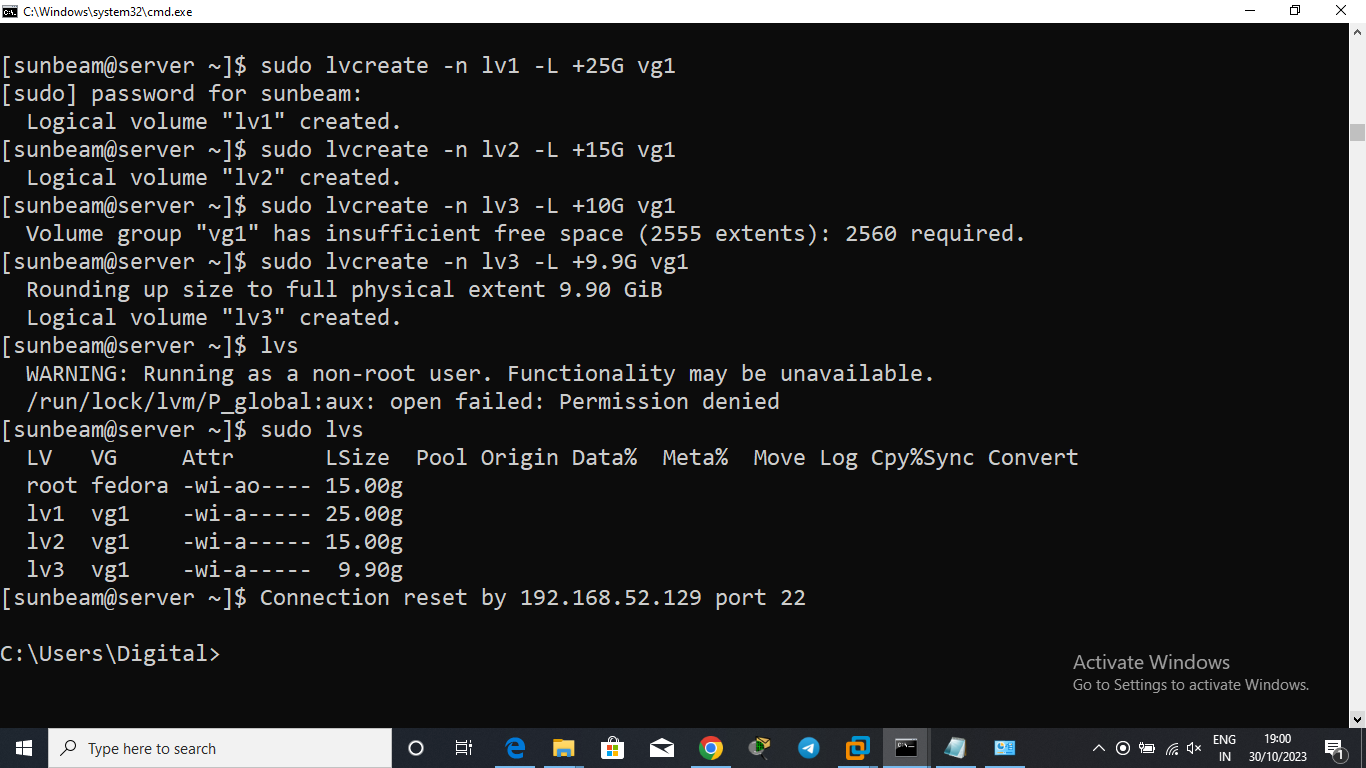 C:\Windows\system32\cmd.exe
[sunbeam@server ~]$ sudo lvcreate -n lv1 -L +25G vg1
[sudo] password for sunbeam:
  Logical volume "lv1" created.
[sunbeam@server ~]$ sudo lvcreate -n lv2 -L +15G vg1
  Logical volume "lv2" created.
[sunbeam@server ~]$ sudo lvcreate -n lv3 -L +10G vg1
  Volume group "vg1" has insufficient free space (2555 extents): 2560 required.
[sunbeam@server ~]$ sudo lvcreate -n lv3 -L +9.9G vg1
  Rounding up size to full physical extent 9.90 GiB
  Logical volume "lv3" created.
[sunbeam@server ~]$ lvs
  WARNING: Running as a non-root user. Functionality may be unavailable.
  /run/lock/lvm/P_global:aux: open failed: Permission denied
[sunbeam@server ~]$ sudo lvs
  LV   VG     Attr       LSize  Pool Origin Data%  Meta%  Move Log Cpy%Sync Convert
  root fedora -wi-ao---- 15.00g
  lv1  vg1    -wi-a----- 25.00g
  lv2  vg1    -wi-a----- 15.00g
  lv3  vg1    -wi-a-----  9.90g
[sunbeam@server ~]$ Connection reset by 192.168.52.129 port 22
C:\Users\Digital>
Activate Windows
Go to Settings to activate Windows.
Type here to search
ENG
IN
19:00
30/10/2023
1